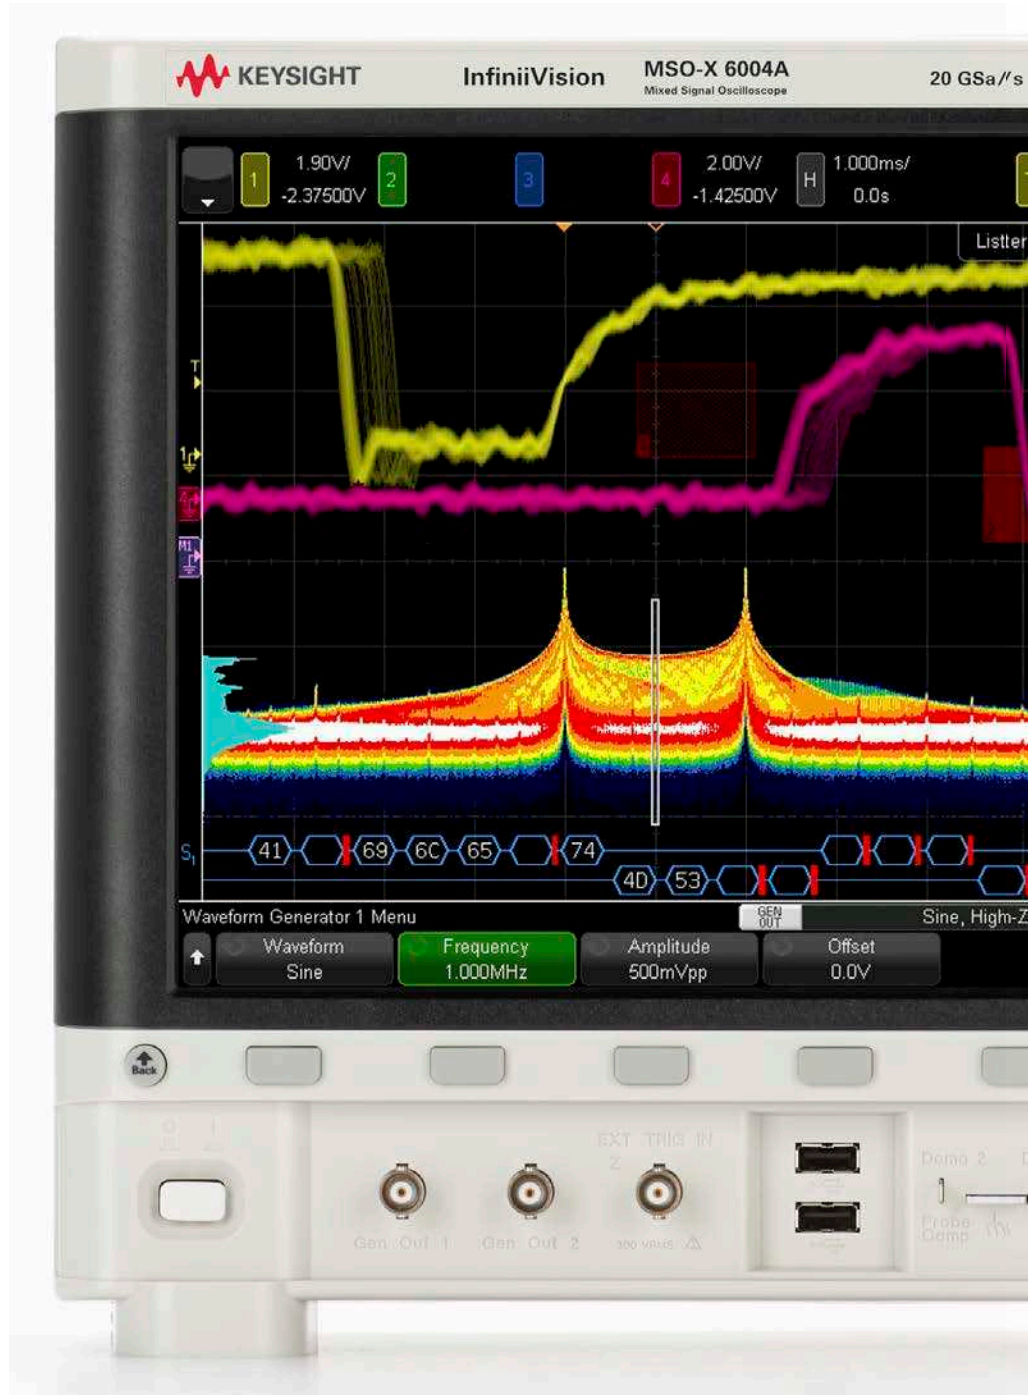 KEYSIGHT InfiniiVision MSO-X 6004A 20 GSa/s
Mixed Signal Oscilloscope
1 1.90V/ 2 3 4 2.00V/ H 1.000ms/
-2.37500V -1.42500V 0.0s
Listter
T
1
M1
S1 41 69 6C 65 74
4D 53
Waveform Generator 1 Menu GEN OUT Sine, High-Z
Waveform Frequency Amplitude Offset
Sine 1.000MHz 500mVpp 0.0V
Back
EXT TRIG IN
Z
Demo 2
Probe
Comp
Gen Out 1 Gen Out 2